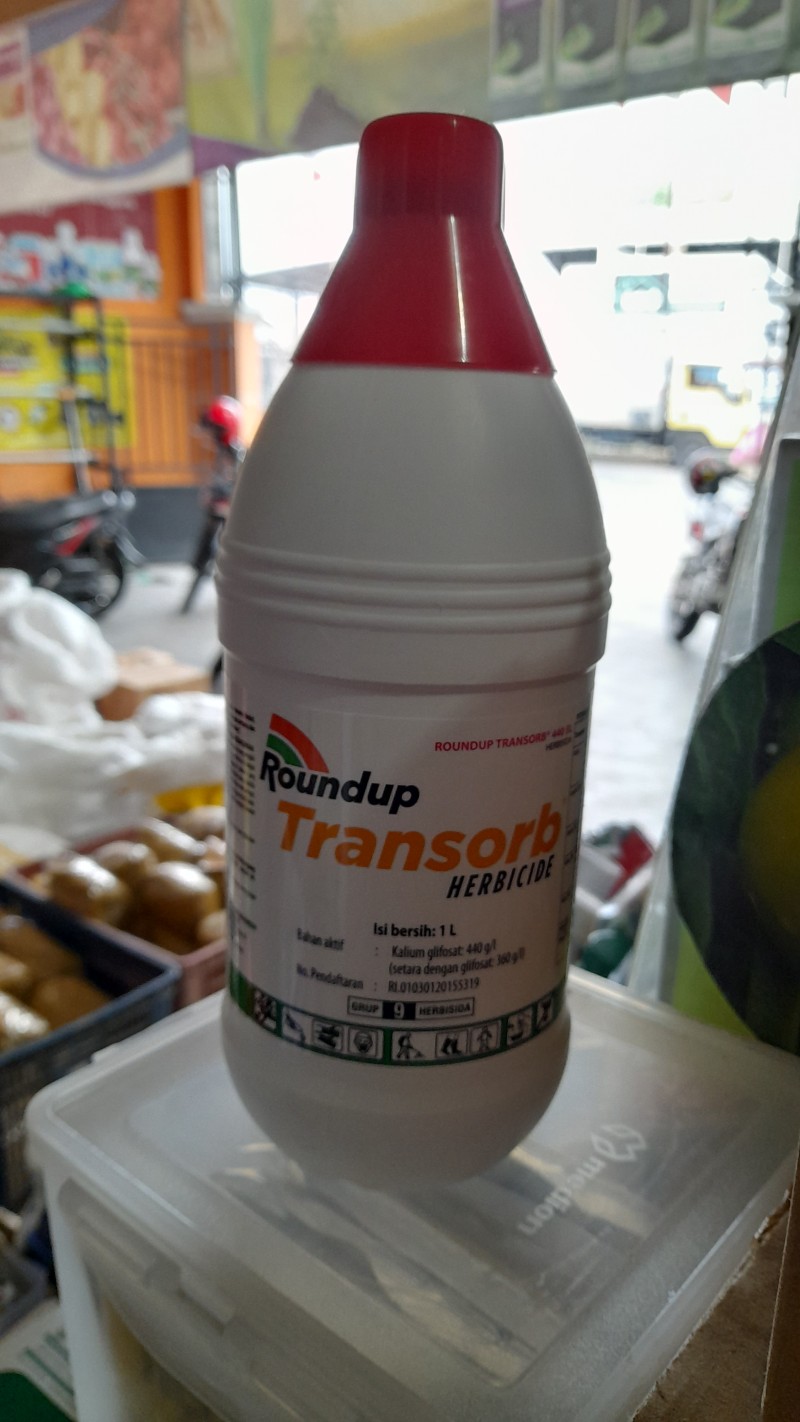 ROUNDUP TRANSORB® 440 SL
HERBISIDA
Roundup
Transorb
HERBICIDE
Isi bersih: 1 L
Bahan aktif : Kalium glifosat: 440 g/l
(setara dengan glifosat: 360 g/l)
No. Pendaftaran : RI.01030120155319
GRUP 9 HERBISIDA